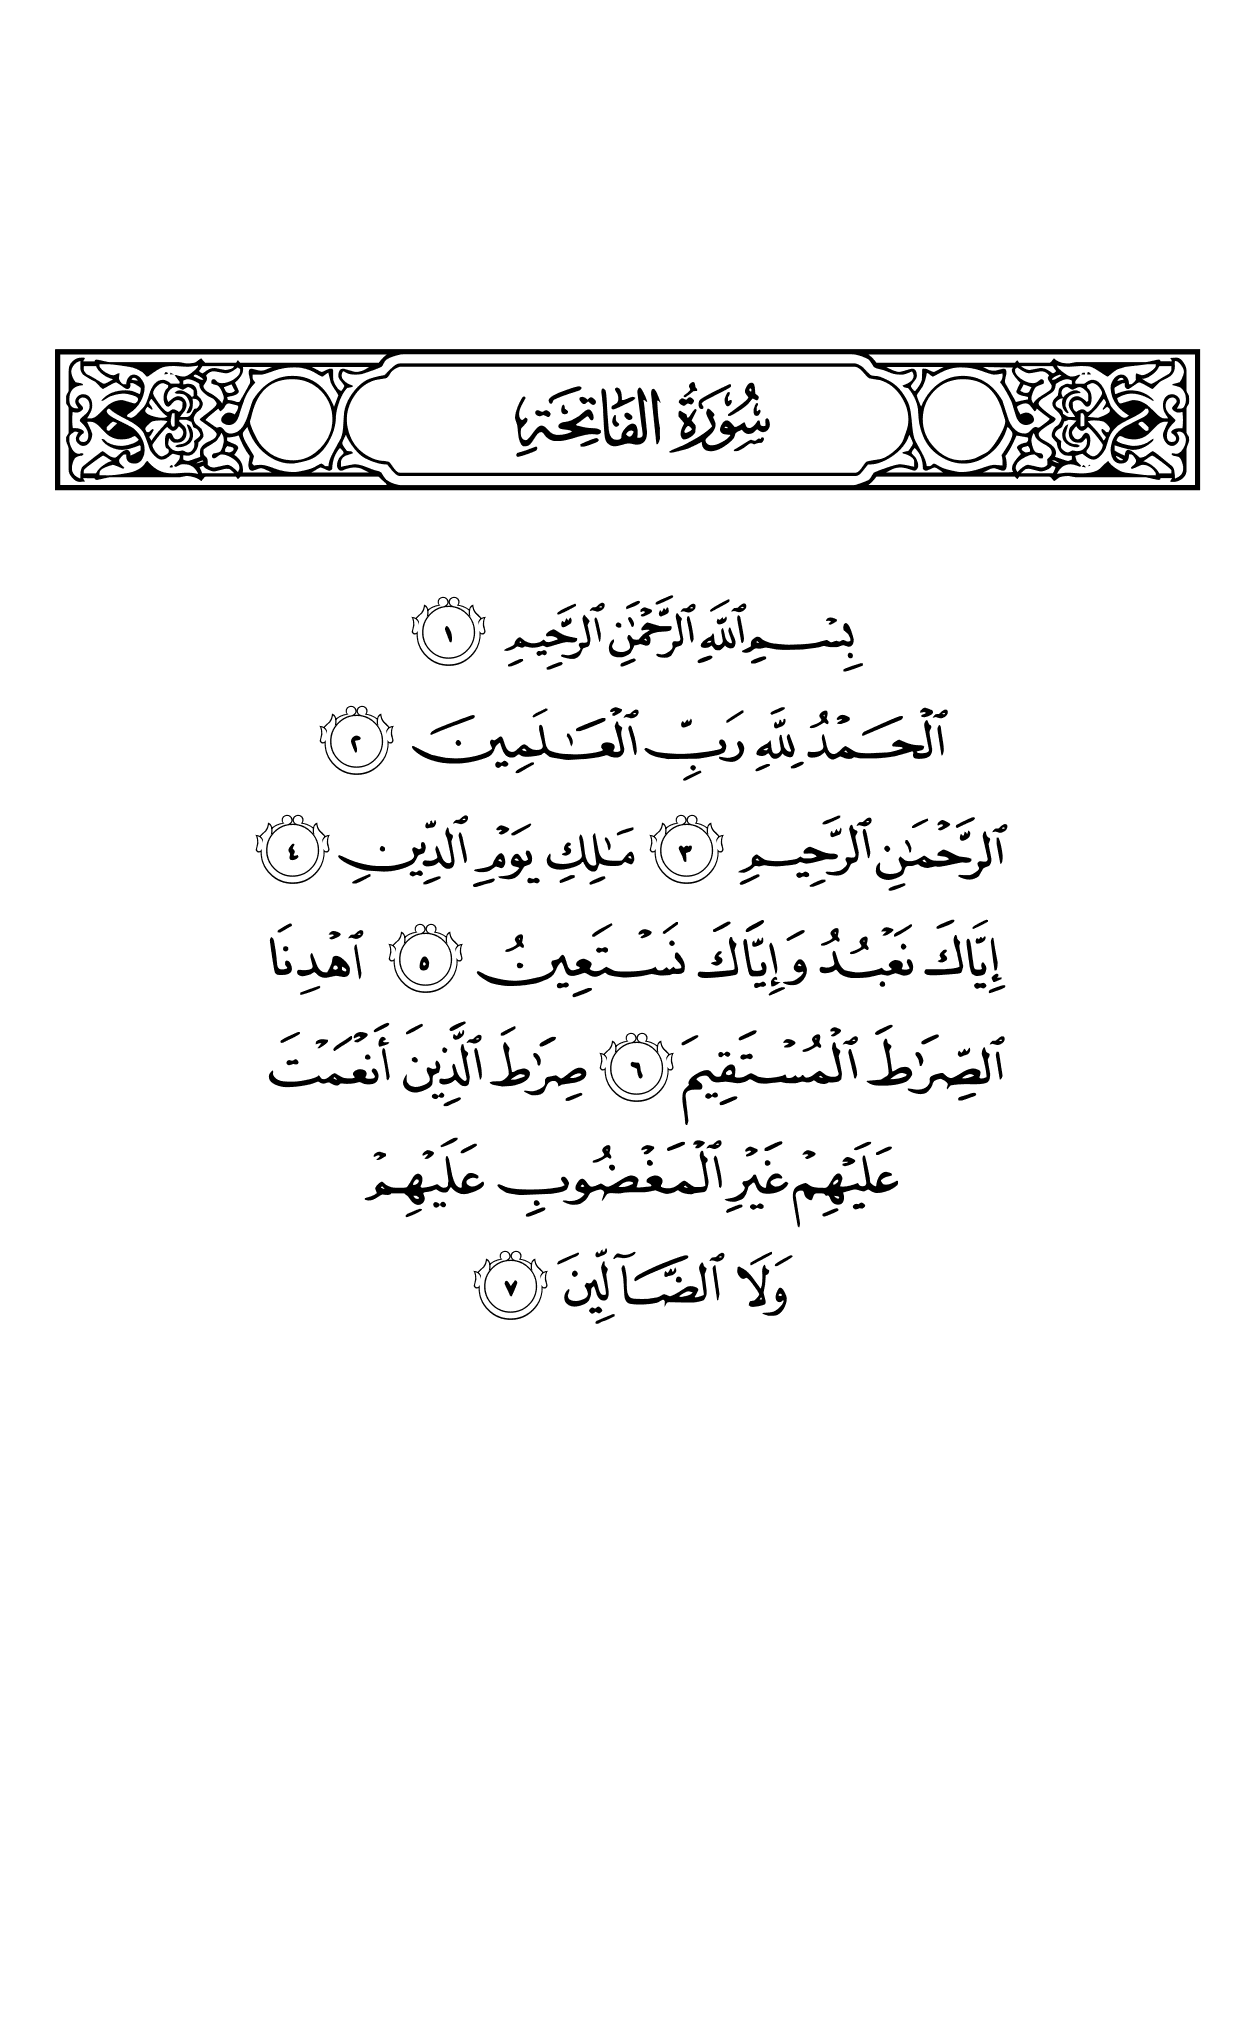 سُورَةُ الفَاتِحَةِ
بِسْمِ ٱللَّهِ ٱلرَّحْمَٰنِ ٱلرَّحِيمِ ١
ٱلْحَمْدُ لِلَّهِ رَبِّ ٱلْعَٰلَمِينَ ٢
ٱلرَّحْمَٰنِ ٱلرَّحِيمِ ٣ مَٰلِكِ يَوْمِ ٱلدِّينِ ٤
إِيَّاكَ نَعْبُدُ وَإِيَّاكَ نَسْتَعِينُ ٥ ٱهْدِنَا
ٱلصِّرَٰطَ ٱلْمُسْتَقِيمَ ٦ صِرَٰطَ ٱلَّذِينَ أَنْعَمْتَ
عَلَيْهِمْ غَيْرِ ٱلْمَغْضُوبِ عَلَيْهِمْ
وَلَا ٱلضَّآلِّينَ ٧